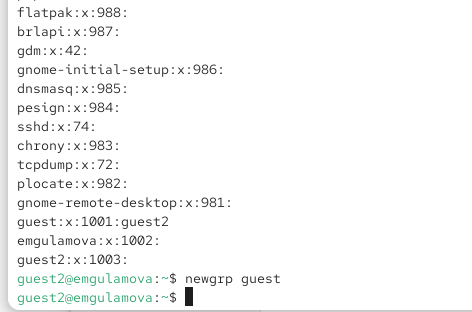 flatpak:x:988:
brlapi:x:987:
gdm:x:42:
gnome-initial-setup:x:986:
dnsmasq:x:985:
pesign:x:984:
sshd:x:74:
chrony:x:983:
tcpdump:x:72:
plocate:x:982:
gnome-remote-desktop:x:981:
guest:x:1001:guest2
emgulamova:x:1002:
guest2:x:1003:
guest2@emgulamova:~$ newgrp guest
guest2@emgulamova:~$